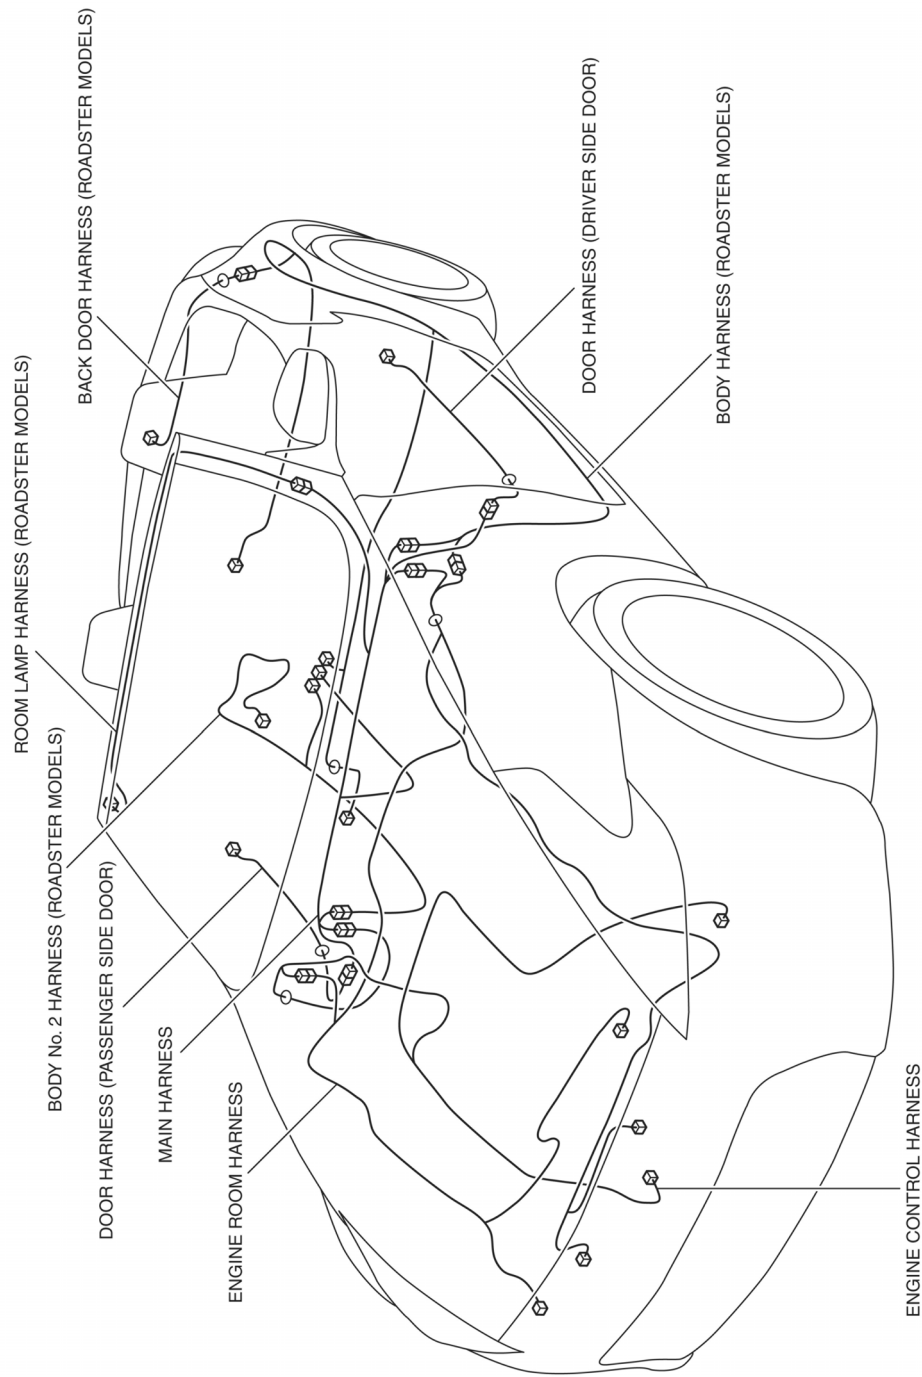 BACK DOOR HARNESS (ROADSTER MODELS)
ROOM LAMP HARNESS (ROADSTER MODELS)
BODY No. 2 HARNESS (ROADSTER MODELS)
DOOR HARNESS (PASSENGER SIDE DOOR)
MAIN HARNESS
ENGINE ROOM HARNESS
DOOR HARNESS (DRIVER SIDE DOOR)
BODY HARNESS (ROADSTER MODELS)
ENGINE CONTROL HARNESS